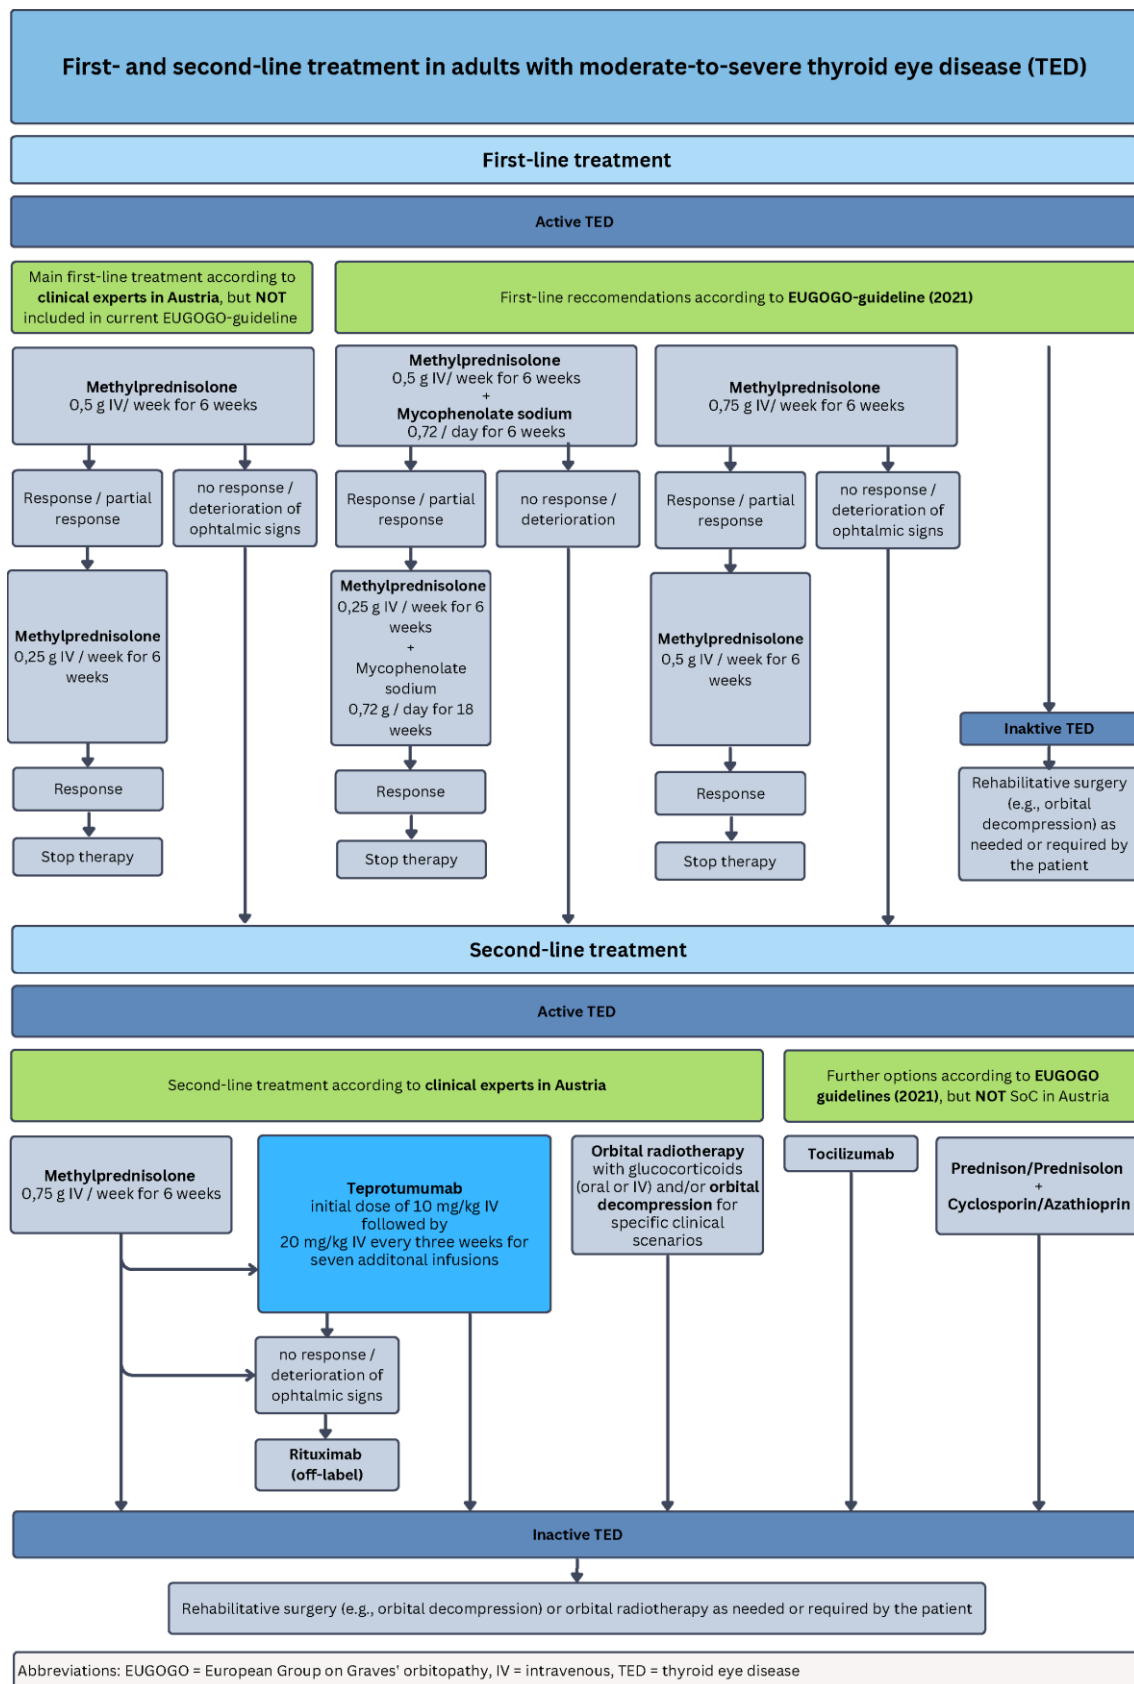 First- and second-line treatment in adults with moderate-to-severe thyroid eye disease (TED)
First-line treatment
Active TED
Main first-line treatment according to
clinical experts in Austria, but NOT
included in current EUGOGO-guideline
First-line reccomendations according to EUGOGO-guideline (2021)
Methylprednisolone
0,5 g IV/ week for 6 weeks
Methylprednisolone
0,5 g IV/ week for 6 weeks
+
Mycophenolate sodium
0,72 / day for 6 weeks
Methylprednisolone
0,75 g IV/ week for 6 weeks
Response / partial
response
no response /
deterioration of
ophtalmic signs
Response / partial
response
no response /
deterioration
Response / partial
response
no response /
deterioration of
ophtalmic signs
Methylprednisolone
0,25 g IV / week for 6
weeks
Methylprednisolone
0,25 g IV / week for 6
weeks
+
Mycophenolate
sodium
0,72 g / day for 18
weeks
Methylprednisolone
0,5 g IV / week for 6
weeks
Inaktive TED
Response
Response
Response
Rehabilitative surgery
(e.g., orbital
decompression) as
needed or required by
the patient
Stop therapy
Stop therapy
Stop therapy
Second-line treatment
Active TED
Second-line treatment according to clinical experts in Austria
Further options according to EUGOGO
guidelines (2021), but NOT SoC in Austria
Methylprednisolone
0,75 g IV / week for 6 weeks
Teprotumumab
initial dose of 10 mg/kg IV
followed by
20 mg/kg IV every three weeks for
seven additonal infusions
Orbital radiotherapy
with glucocorticoids
(oral or IV) and/or orbital
decompression for
specific clinical
scenarios
Tocilizumab
Prednison/Prednisolon
+
Cyclosporin/Azathioprin
no response /
deterioration of
ophtalmic signs
Rituximab
(off-label)
Inactive TED
Rehabilitative surgery (e.g., orbital decompression) or orbital radiotherapy as needed or required by the patient
Abbreviations: EUGOGO = European Group on Graves' orbitopathy, IV = intravenous, TED = thyroid eye disease